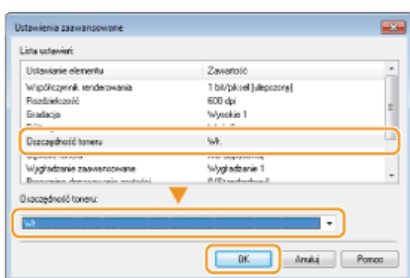 Ustawienia zaawansowane
Lista ustawień:
Ustawianie elementu Zawartość
Współczynnik renderowania 1 bit/piksel [ulepszony]
Rozdzielczość 600 dpi
Gradacja Wysokie 1
Oszczędność toneru Wł.
Wygładzanie zaawansowane Wygładzanie 1
Oszczędność toneru:
Wł.
OK Anuluj Pomoc